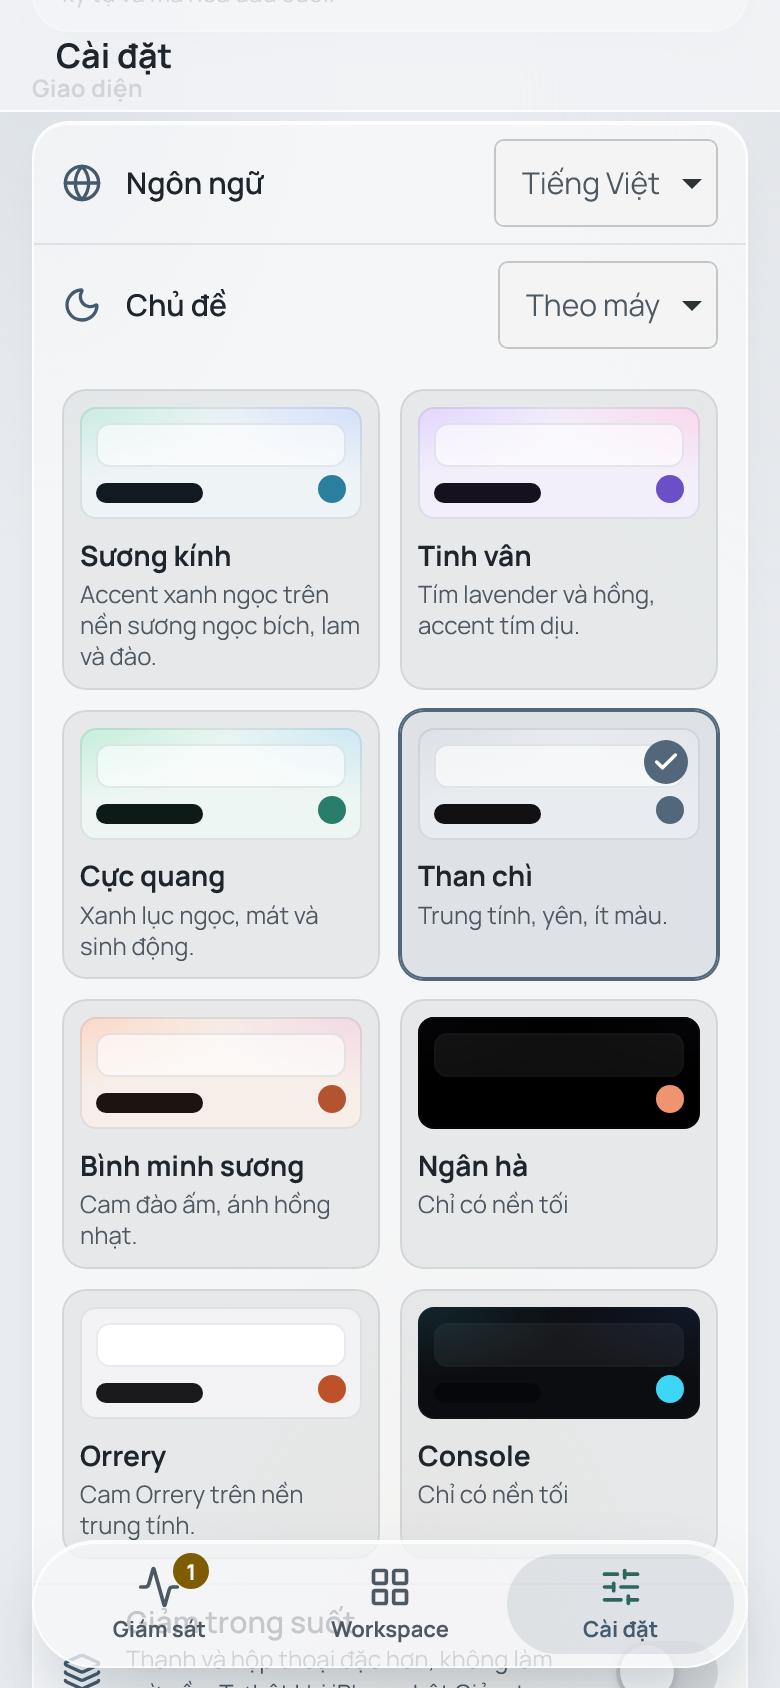 Cài đặt
Giao diện
Ngôn ngữ
Tiếng Việt
Chủ đề
Theo máy
Sương kính
Accent xanh ngọc trên
nền sương ngọc bích, lam
và đào.
Tinh vân
Tím lavender và hồng,
accent tím dịu.
Cực quang
Xanh lục ngọc, mát và
sinh động.
Than chì
Trung tính, yên, ít màu.
Bình minh sương
Cam đào ấm, ánh hồng
nhạt.
Ngân hà
Chỉ có nền tối
Orrery
Cam Orrery trên nền
trung tính.
Console
Chỉ có nền tối
Giảm trong suốt
Thanh và hộp thoại đặc hơn, không làm
1
Giám sát
Workspace
Cài đặt